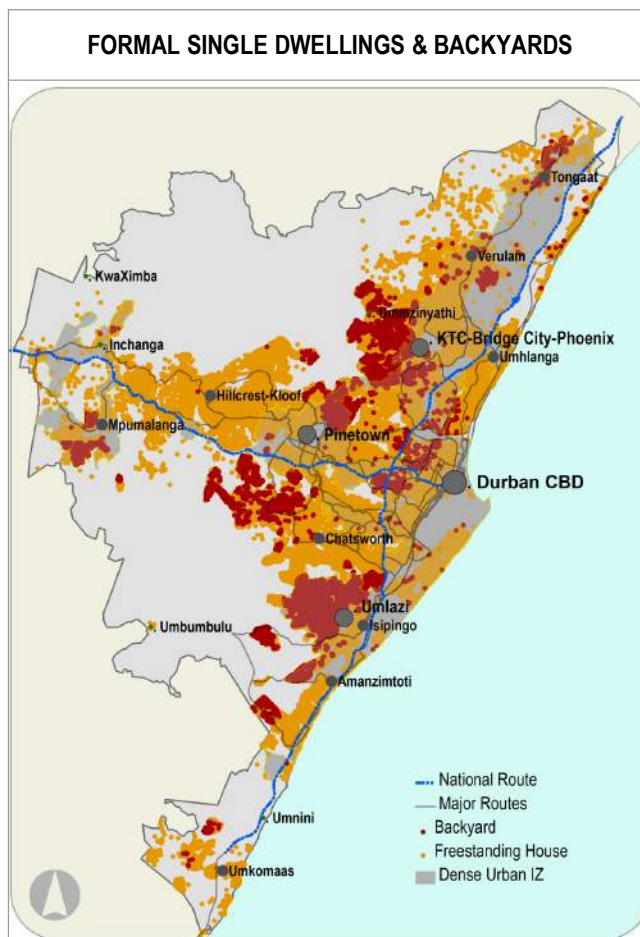 FORMAL SINGLE DWELLINGS & BACKYARDS
Tongaat
Verulam
KwaXimba
Ommzinyathi
KTC-Bridge City-Phoenix
Inchanga
Umhlanga
Hillcrest-Kloof
Mpumalanga
Pinetown
Durban CBD
Chatsworth
Umlazi
Isipingo
Umbumbulu
Amanzimtoti
National Route
Major Routes
Backyard
Umnini
Freestanding House
Umkomaas
Dense Urban IZ